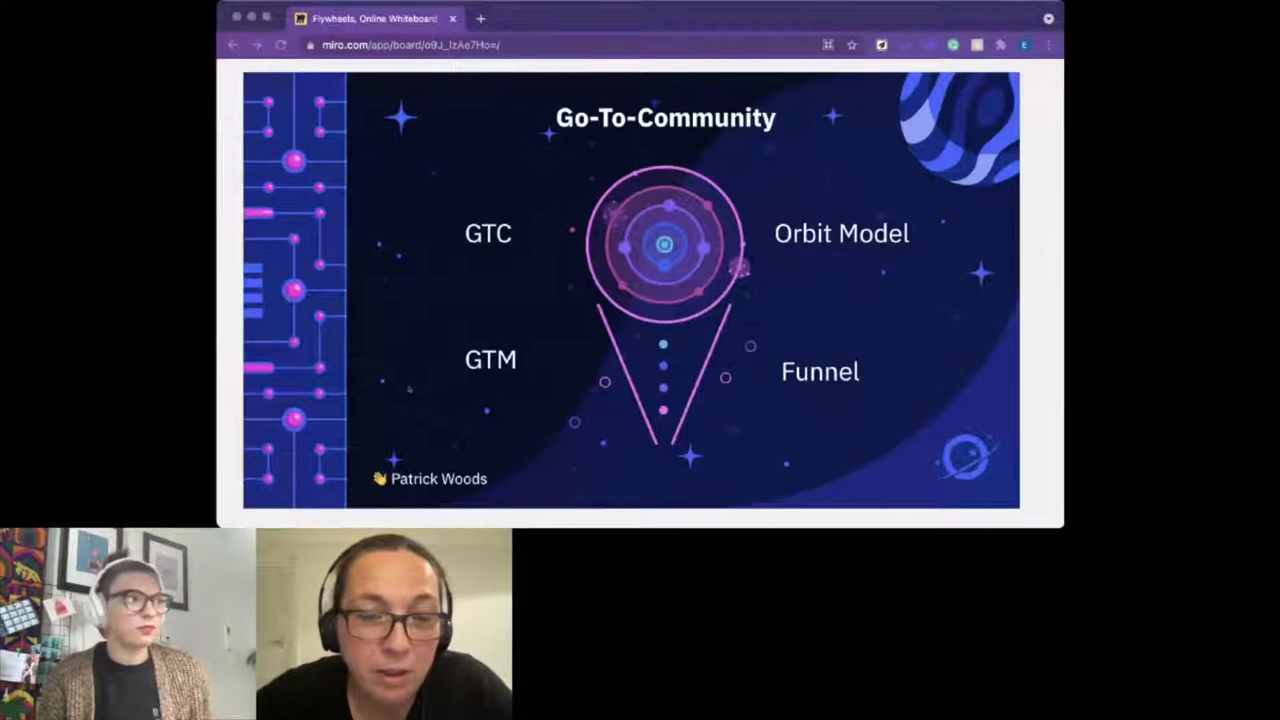 Flywheels, Online Whiteboard
miro.com/app/board/o9J_lzAe7Ho=/
E
Go-To-Community
GTC
Orbit Model
GTM
Funnel
👋 Patrick Woods